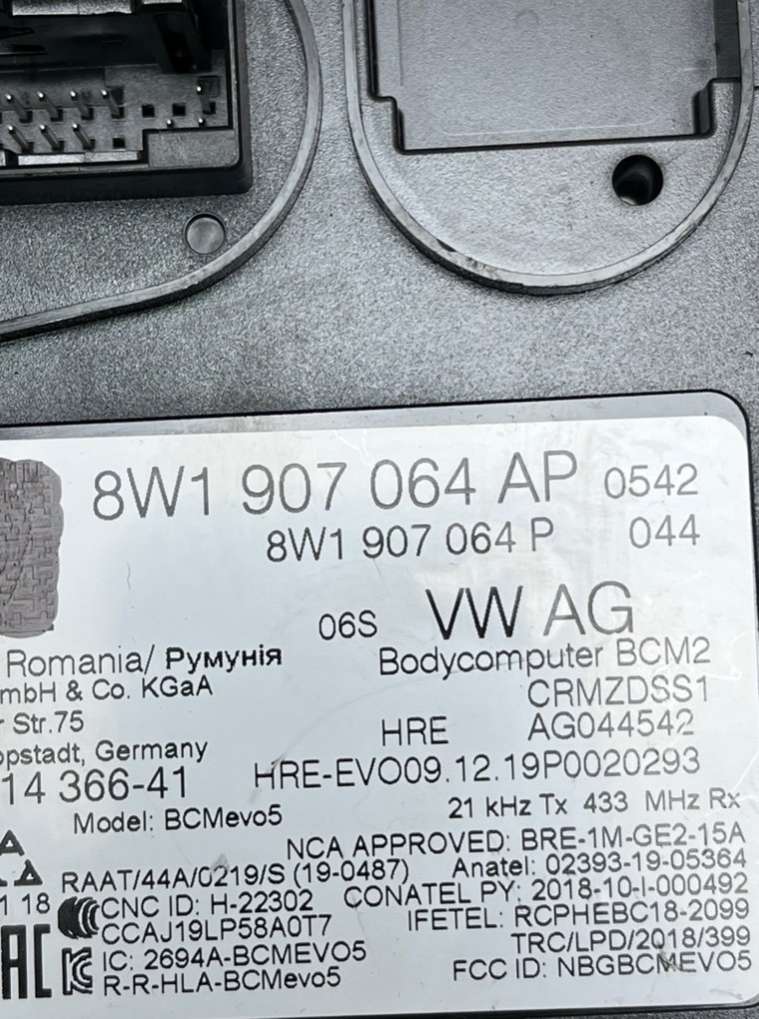 8W1 907 064 AP 0542
8W1 907 064 P 044
06S VW AG
Romania/ Румунія
Bodycomputer BCM2
mbH & Co. KGaA
CRMZDSS1
Str.75
HRE AG044542
Germany
14 366-41
HRE-EVO09.12.19P0020293
Model: BCMevo5
21 kHz Tx 433 MHz Rx
NCA APPROVED: BRE-1M-GE2-15A
RAAT/44A/0219/S (19-0487) Anatel: 02393-19-05364
1 18
CNC ID: H-22302 CONATEL PY: 2018-10-I-000492
CCAJ19LP58A0T7 IFETEL: RCPHEBC18-2099
TRC/LPD/2018/399
EAC
IC: 2694A-BCMEVO5
FCC ID: NBGBCMEVO5
R-R-HLA-BCMevo5